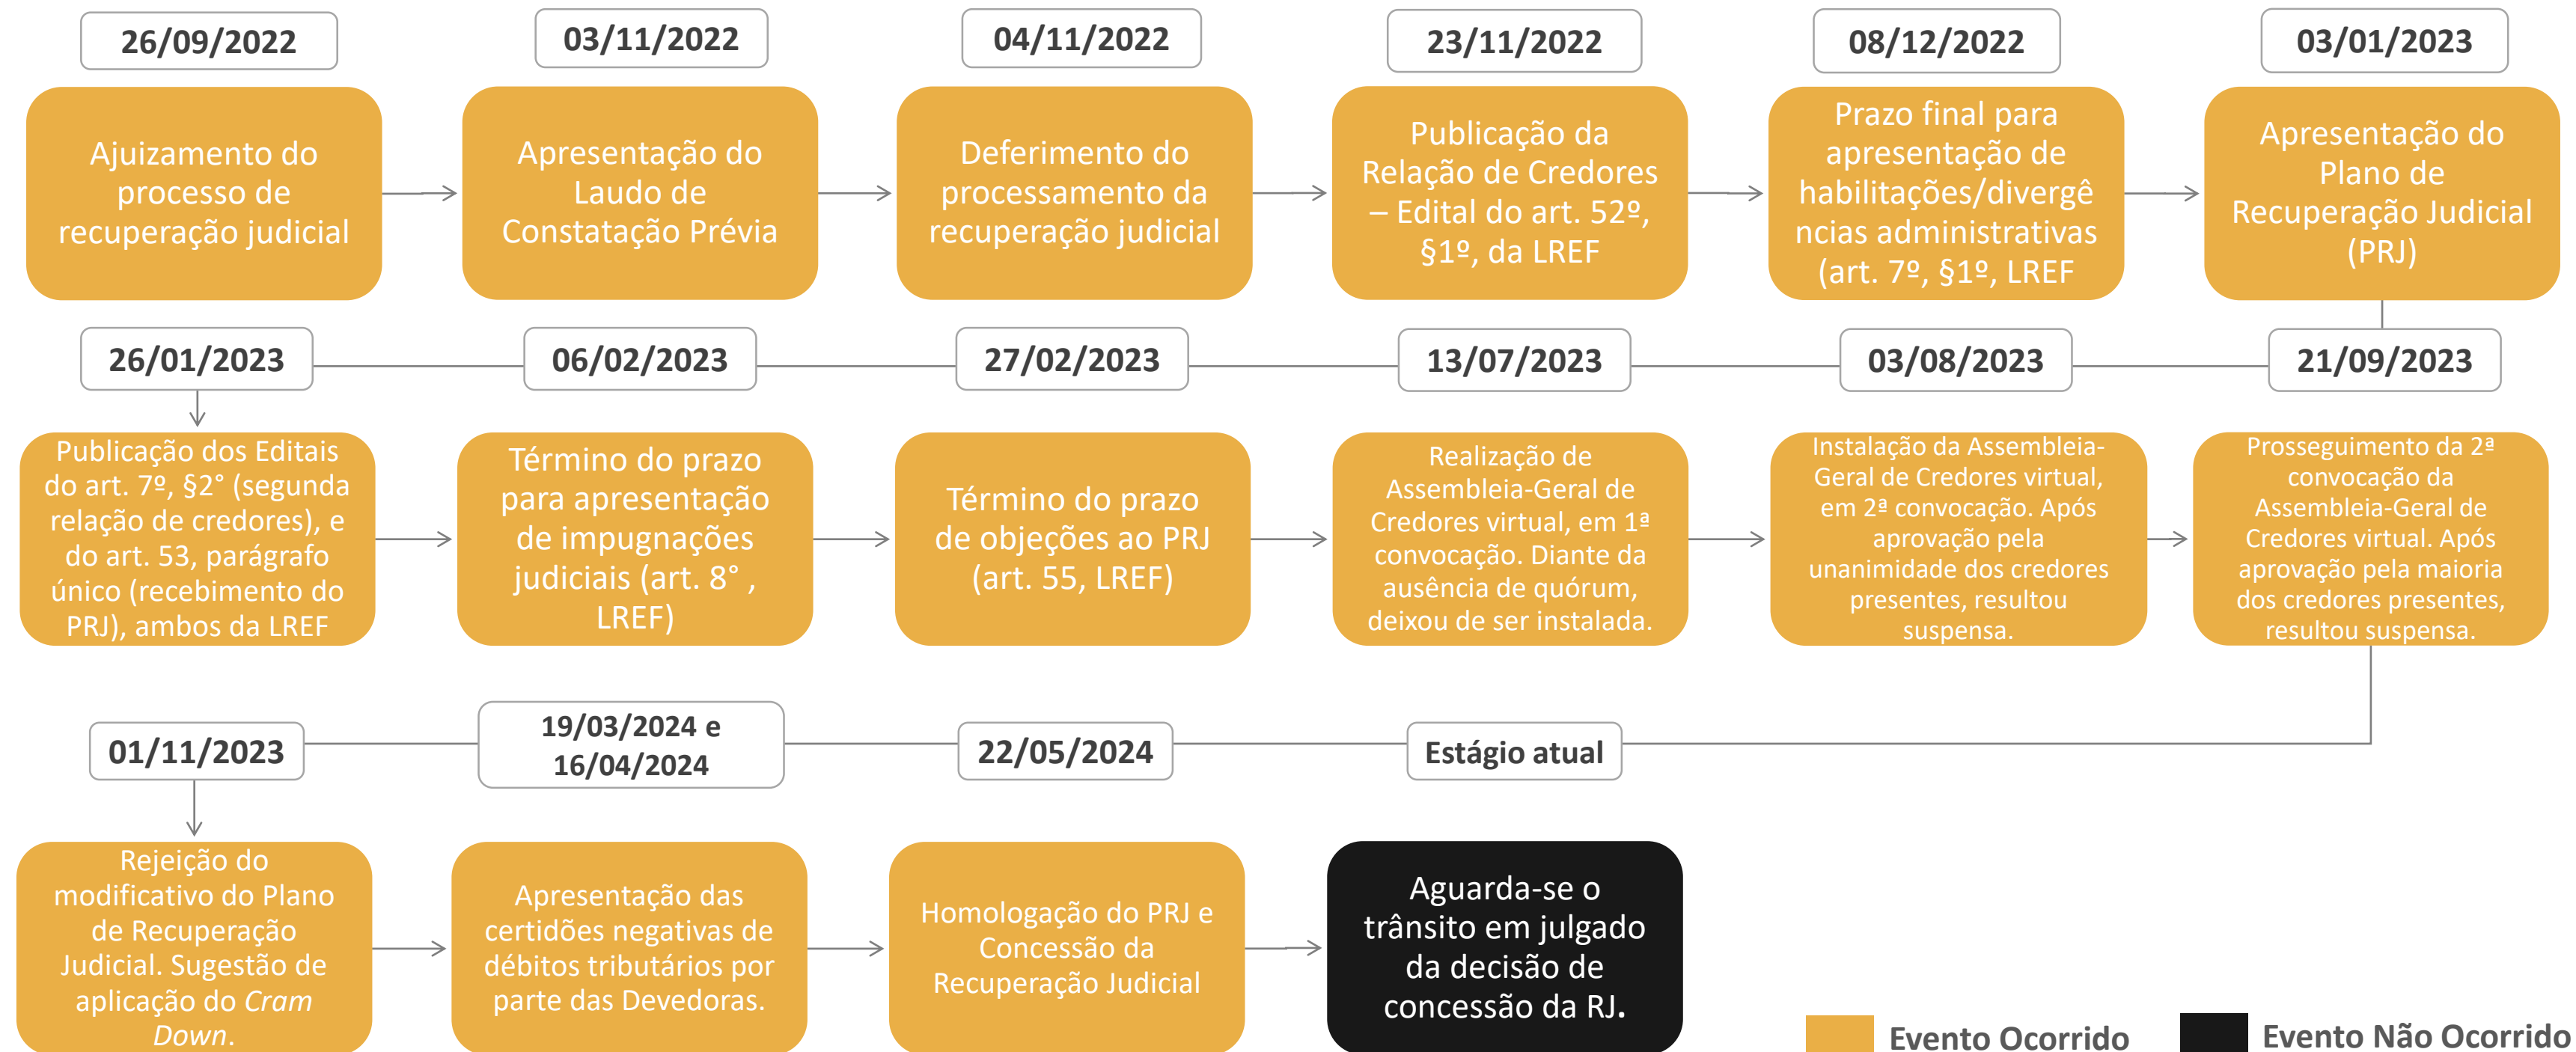 26/09/2022
Ajuizamento do
processo de
recuperação judicial
03/11/2022
Apresentação do
Laudo de
Constatação Prévia
04/11/2022
Deferimento do
processamento da
recuperação judicial
23/11/2022
Publicação da
Relação de Credores
– Edital do art. 52º,
§1º, da LREF
08/12/2022
Prazo final para
apresentação de
habilitações/divergê
ncias administrativas
(art. 7º, §1º, LREF
03/01/2023
Apresentação do
Plano de
Recuperação Judicial
(PRJ)
26/01/2023
Publicação dos Editais
do art. 7º, §2° (segunda
relação de credores), e
do art. 53, parágrafo
único (recebimento do
PRJ), ambos da LREF
06/02/2023
Término do prazo
para apresentação
de impugnações
judiciais (art. 8° ,
LREF)
27/02/2023
Término do prazo
de objeções ao PRJ
(art. 55, LREF)
13/07/2023
Realização de
Assembleia-Geral de
Credores virtual, em 1ª
convocação. Diante da
ausência de quórum,
deixou de ser instalada.
03/08/2023
Instalação da Assembleia-
Geral de Credores virtual,
em 2ª convocação. Após
aprovação pela
unanimidade dos credores
presentes, resultou
suspensa.
21/09/2023
Prosseguimento da 2ª
convocação da
Assembleia-Geral de
Credores virtual. Após
aprovação pela maioria
dos credores presentes,
resultou suspensa.
01/11/2023
Rejeição do
modificativo do Plano
de Recuperação
Judicial. Sugestão de
aplicação do Cram
Down.
19/03/2024 e
16/04/2024
Apresentação das
certidões negativas de
débitos tributários por
parte das Devedoras.
22/05/2024
Homologação do PRJ e
Concessão da
Recuperação Judicial
Estágio atual
Aguarda-se o
trânsito em julgado
da decisão de
concessão da RJ.
Evento Ocorrido
Evento Não Ocorrido